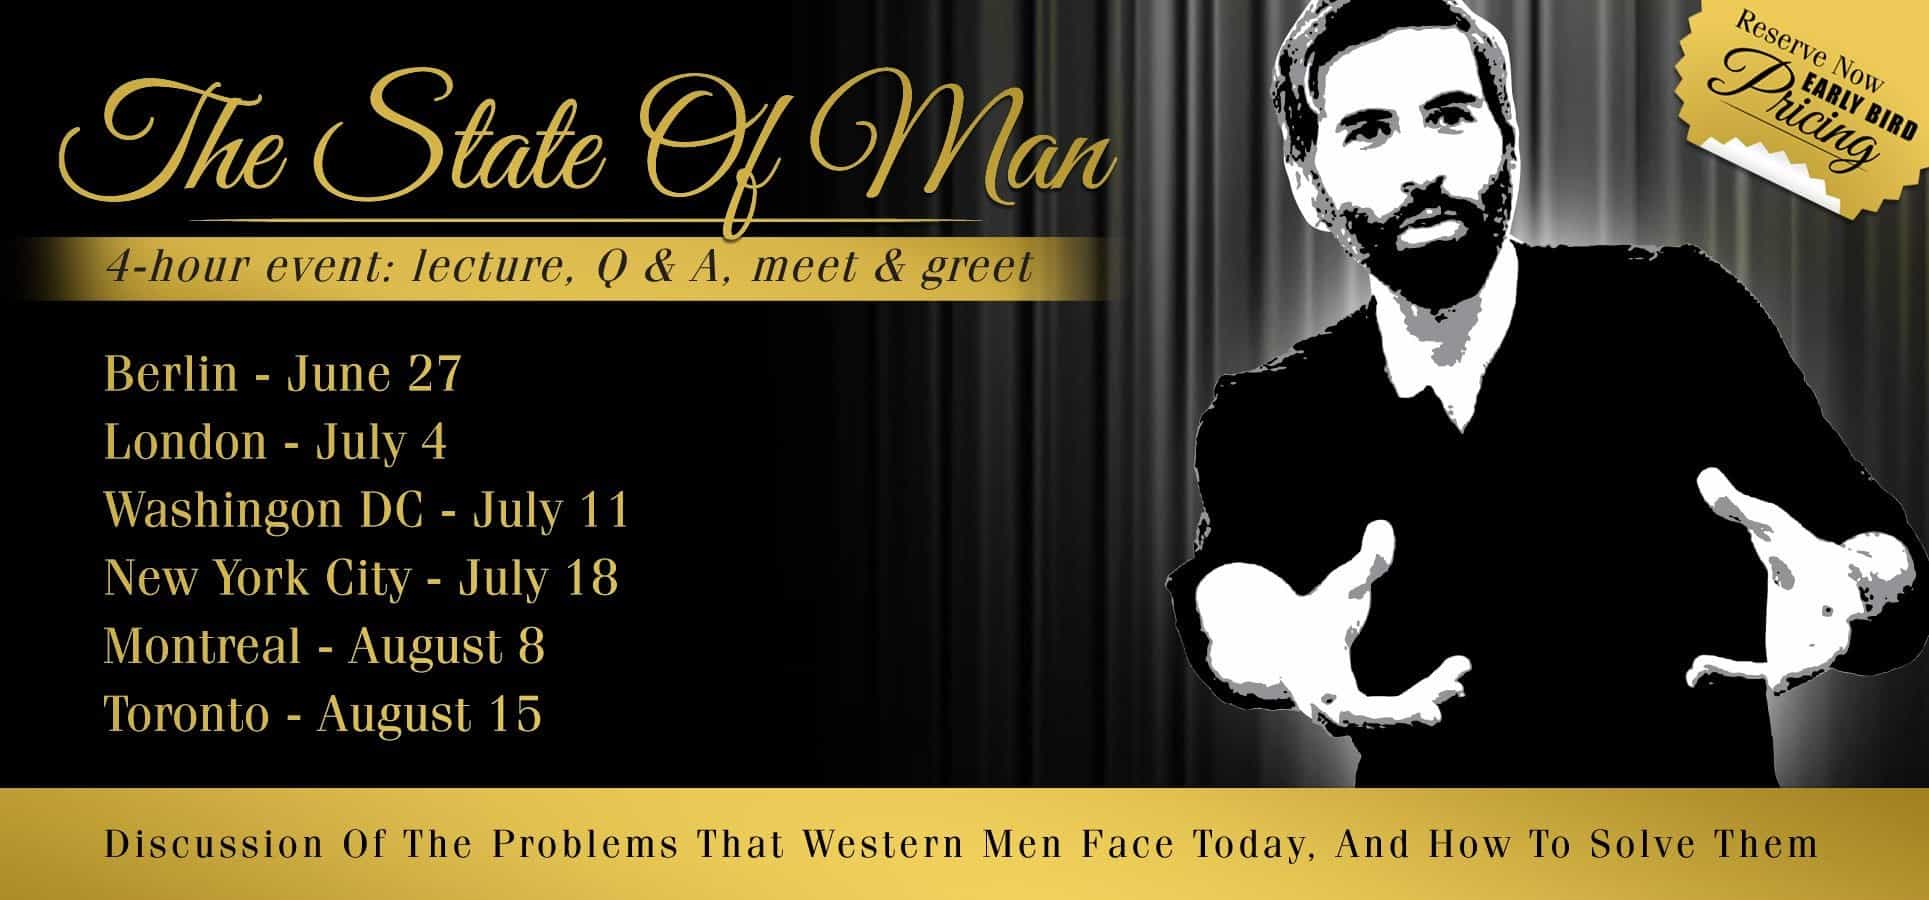 The State Of Man
4-hour event: lecture, Q & A, meet & greet
Berlin - June 27
London - July 4
Washingon DC - July 11
New York City - July 18
Montreal - August 8
Toronto - August 15
Reserve Now
EARLY BIRD
Pricing
Discussion Of The Problems That Western Men Face Today, And How To Solve Them